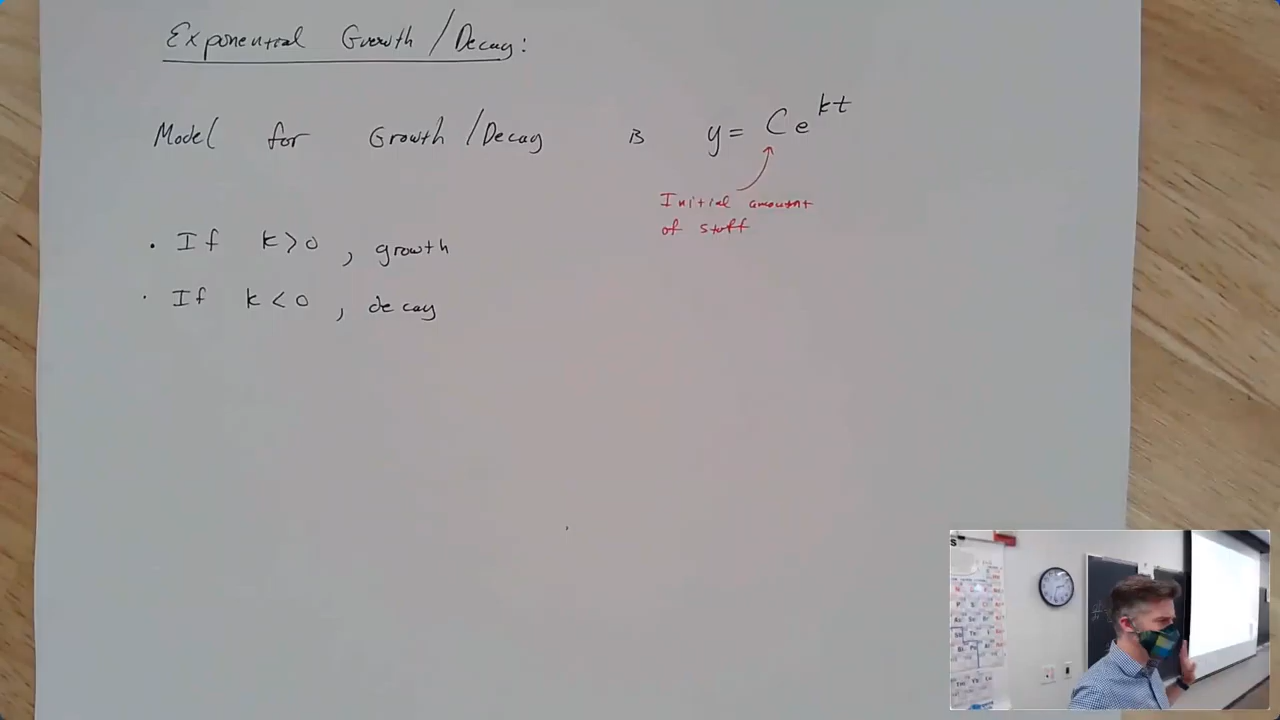 Exponential Growth/Decay:
Model for Growth/Decay is y = Ce^{kt}
Initial amount
of stuff
. If k>0, growth
. If k<0, decay